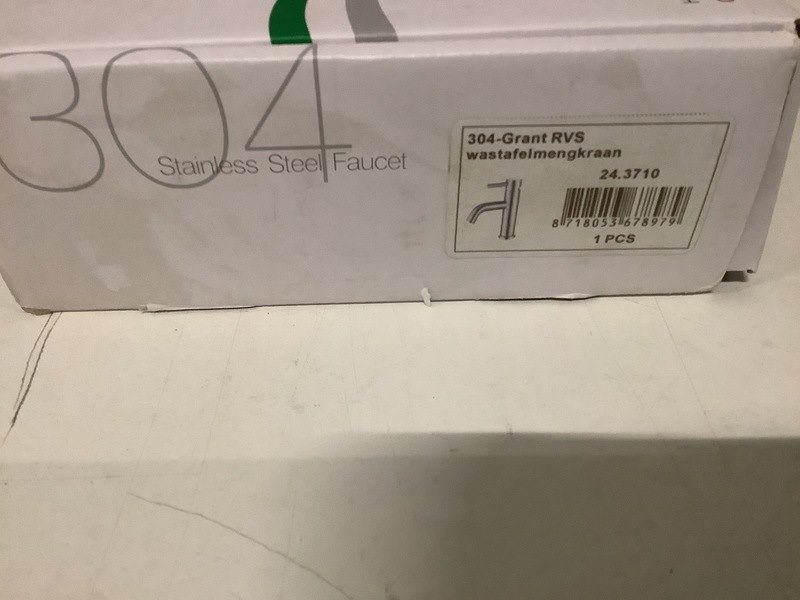 304
Stainless Steel Faucet
304-Grant RVS
wastafelmengkraan
24.3710
8 718053 678979
1 PCS